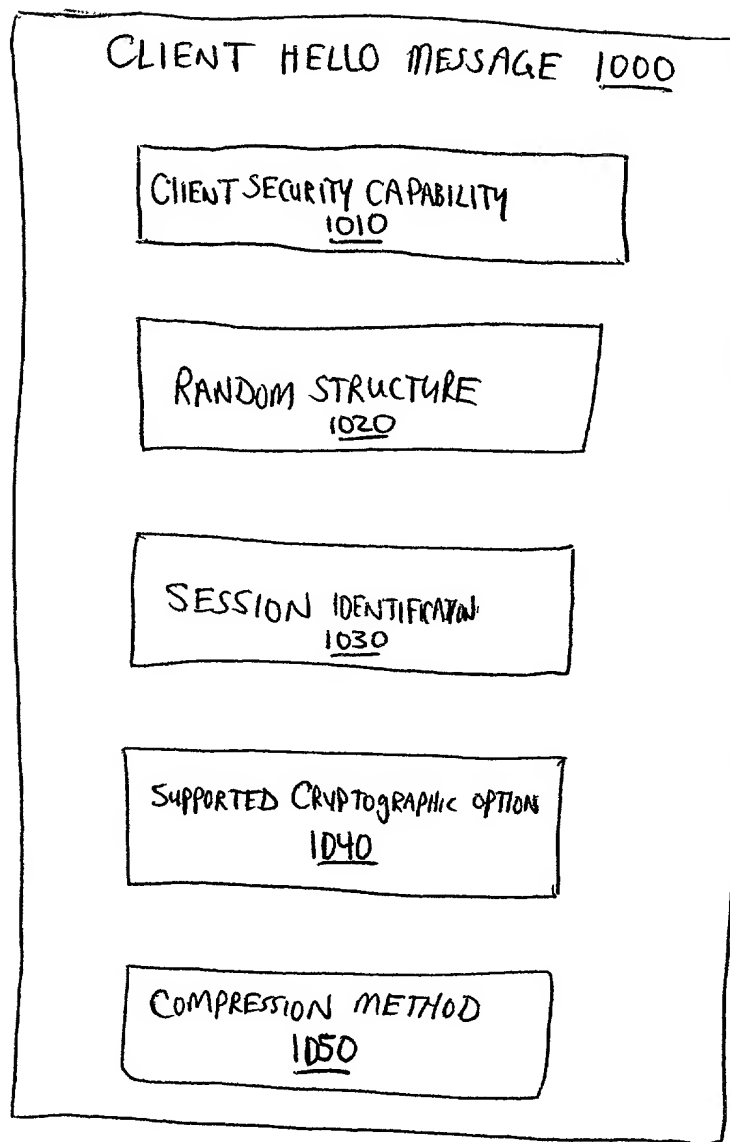 CLIENT HELLO MESSAGE 1000
CLIENT SECURITY CAPABILITY
1010
RANDOM STRUCTURE
1020
SESSION IDENTIFICATION
1030
SUPPORTED CRYPTOGRAPHIC OPTION
1040
COMPRESSION METHOD
1050